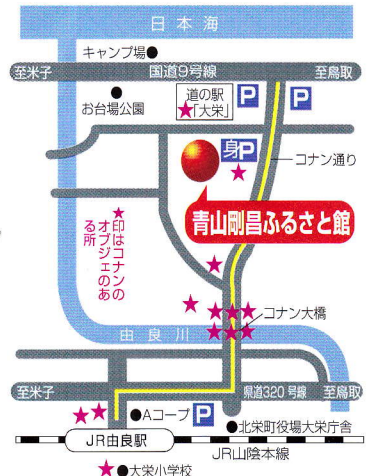 日本海
キャンプ場●
至米子 国道9号線 至鳥取
お台場公園
道の駅
★「大栄」
P P
身P
コナン通り
青山剛昌ふるさと館
★印はコナンの
オブジェのあ
る所
コナン大橋
由良川
至米子 県道320号線 至鳥取
●Aコープ P
●北栄町役場大栄庁舎
JR由良駅
JR山陰本線
★●大栄小学校